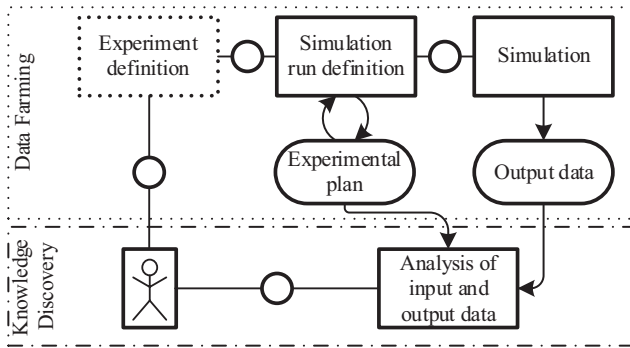 Data Farming
Experiment
definition
Simulation
run definition
Simulation
Experimental
plan
Output data
Knowledge
Discovery
Analysis of
input and
output data